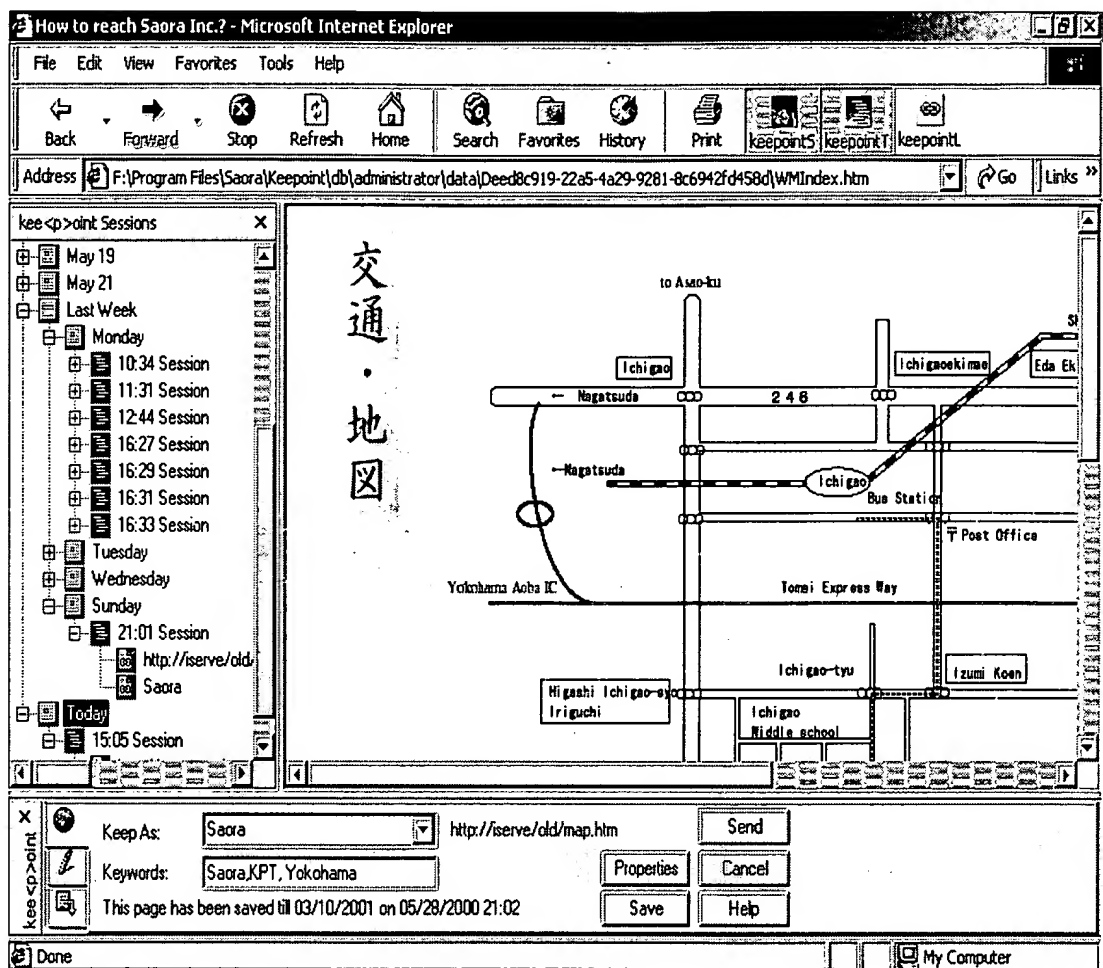 How to reach Saora Inc.? - Microsoft Internet Explorer
File Edit View Favorites Tools Help
Back Forward Stop Refresh Home Search Favorites History Print keepointS keepointT keepointL
Address F:\Program Files\Saora\Keepoint\db\administrator\data\Deed8c919-22a5-4a29-9281-8c6942fd458d\WMIndex.htm Go Links »
kee<p>oint Sessions
May 19
May 21
Last Week
Monday
10:34 Session
11:31 Session
12:44 Session
16:27 Session
16:29 Session
16:31 Session
16:33 Session
Tuesday
Wednesday
Sunday
21:01 Session
http://iserve/old/
Saora
Today
15:05 Session
交通・地図
to Asao-ku
Ichigao
Ichigaoekimae
Eda Ek
← Nagatsuda
246
←Nagatsuda
Ichigao
Bus Station
〒Post Office
Yokohama Aoba IC
Tomei Express Way
Ichigao-tyu
Izumi Koen
Higashi Ichigao-syo
Iriguchi
Ichigao
Middle school
kee<p>oint
Keep As: Saora http://iserve/old/map.htm Send
Keywords: Saora,KPT, Yokohama Properties Cancel
This page has been saved till 03/10/2001 on 05/28/2000 21:02 Save Help
Done My Computer